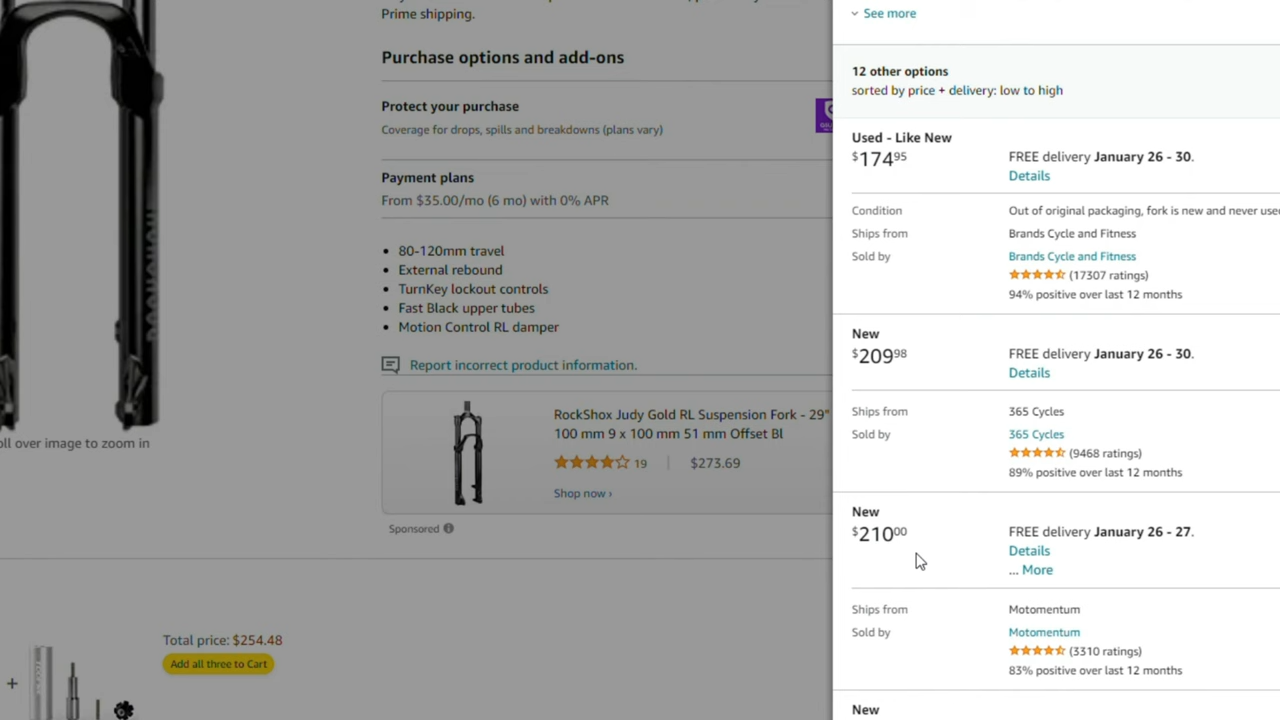 Prime shipping.
Purchase options and add-ons
Protect your purchase
Coverage for drops, spills and breakdowns (plans vary)
Payment plans
From $35.00/mo (6 mo) with 0% APR
80-120mm travel
External rebound
TurnKey lockout controls
Fast Black upper tubes
Motion Control RL damper
Report incorrect product information.
RockShox Judy Gold RL Suspension Fork - 29"
100 mm 9 x 100 mm 51 mm Offset Bl
19 | $273.69
Shop now ›
Sponsored
oll over image to zoom in
ROCKSHOX
Total price: $254.48
Add all three to Cart
See more
12 other options
sorted by price + delivery: low to high
Used - Like New
$174.95
FREE delivery January 26 - 30.
Details
Condition
Out of original packaging, fork is new and never use
Ships from
Brands Cycle and Fitness
Sold by
Brands Cycle and Fitness
(17307 ratings)
94% positive over last 12 months
New
$209.98
FREE delivery January 26 - 30.
Details
Ships from
365 Cycles
Sold by
365 Cycles
(9468 ratings)
89% positive over last 12 months
New
$210.00
FREE delivery January 26 - 27.
Details
... More
Ships from
Motomentum
Sold by
Motomentum
(3310 ratings)
83% positive over last 12 months
New